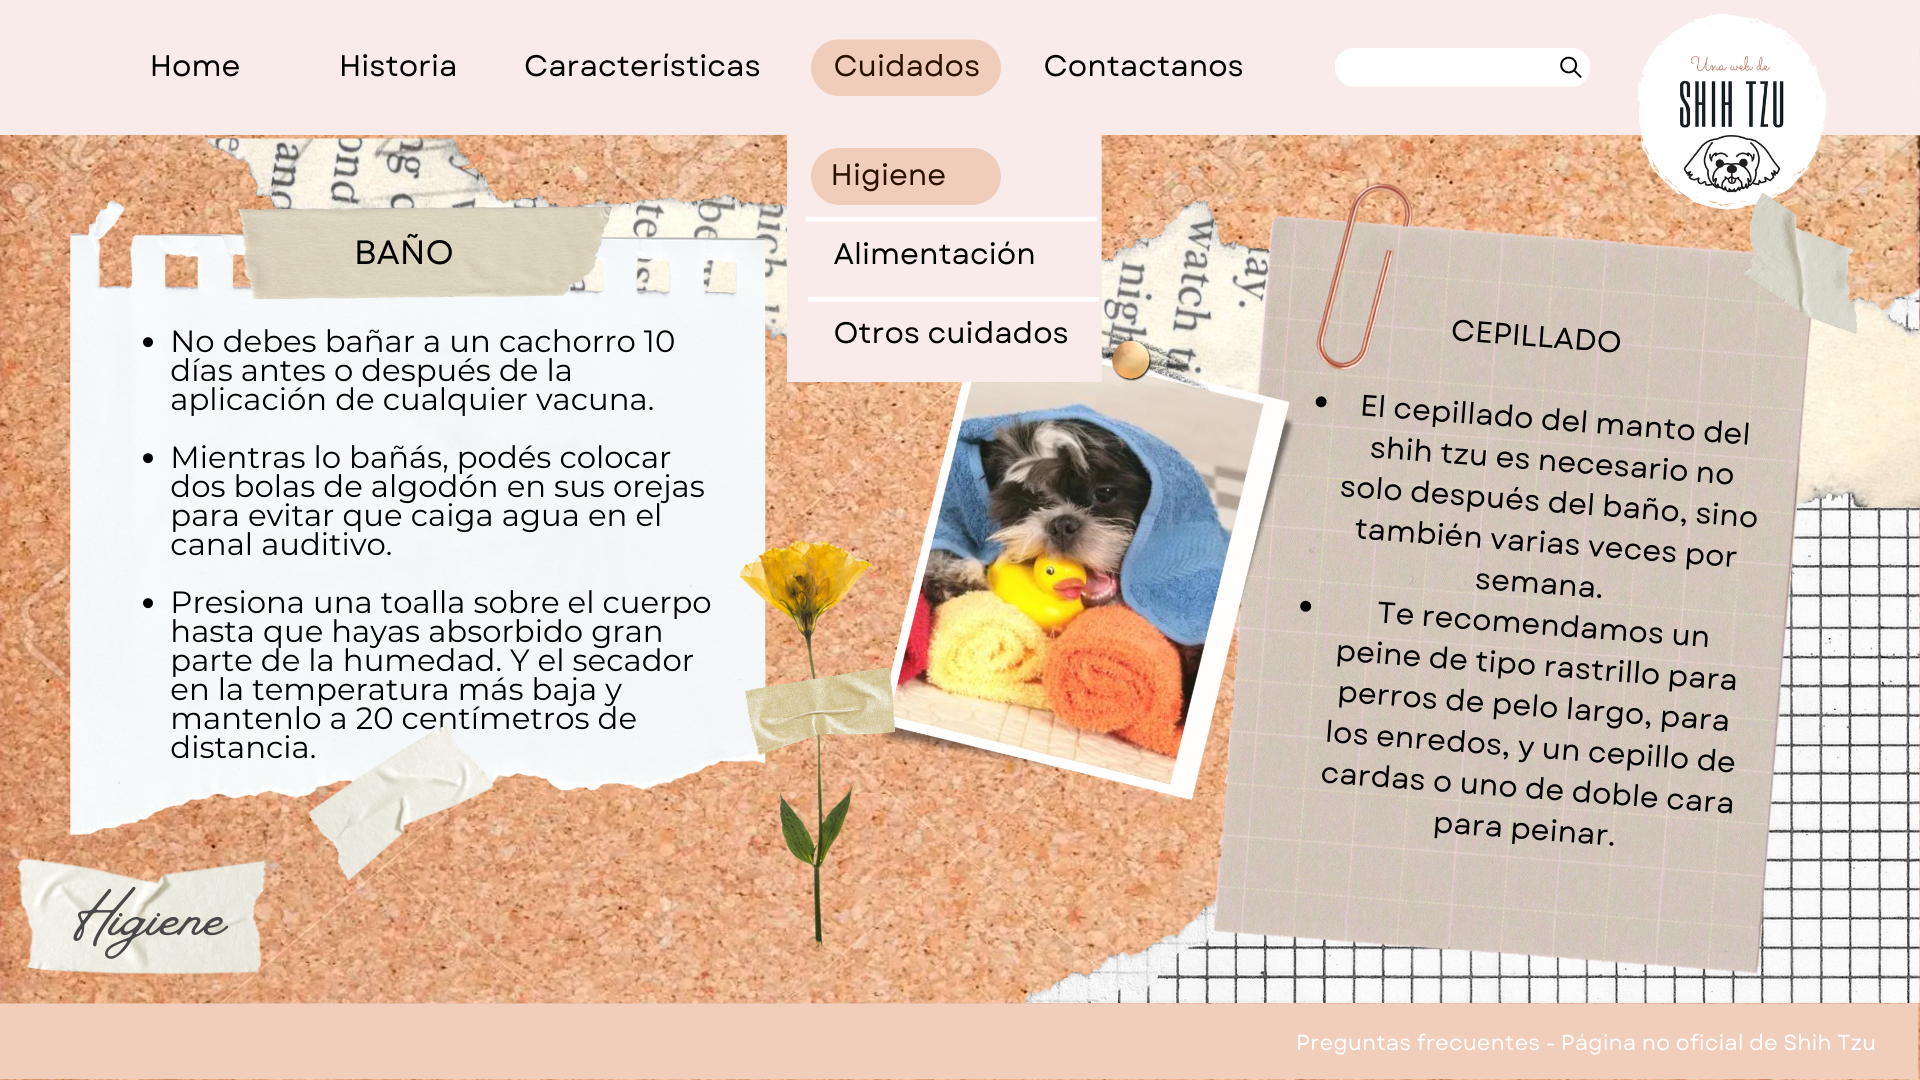 Home
Historia
Características
Cuidados
Contactanos
Una web de
SHIH TZU
Higiene
Alimentación
Otros cuidados
BAÑO
No debes bañar a un cachorro 10
días antes o después de la
aplicación de cualquier vacuna.
Mientras lo bañás, podés colocar
dos bolas de algodón en sus orejas
para evitar que caiga agua en el
canal auditivo.
Presiona una toalla sobre el cuerpo
hasta que hayas absorbido gran
parte de la humedad. Y el secador
en la temperatura más baja y
mantenlo a 20 centímetros de
distancia.
CEPILLADO
El cepillado del manto del
shih tzu es necesario no
solo después del baño, sino
también varias veces por
semana.
Te recomendamos un
peine de tipo rastrillo para
perros de pelo largo, para
los enredos, y un cepillo de
cardas o uno de doble cara
para peinar.
watch
ay.
Higiene
Preguntas frecuentes - Página no oficial de Shih Tzu